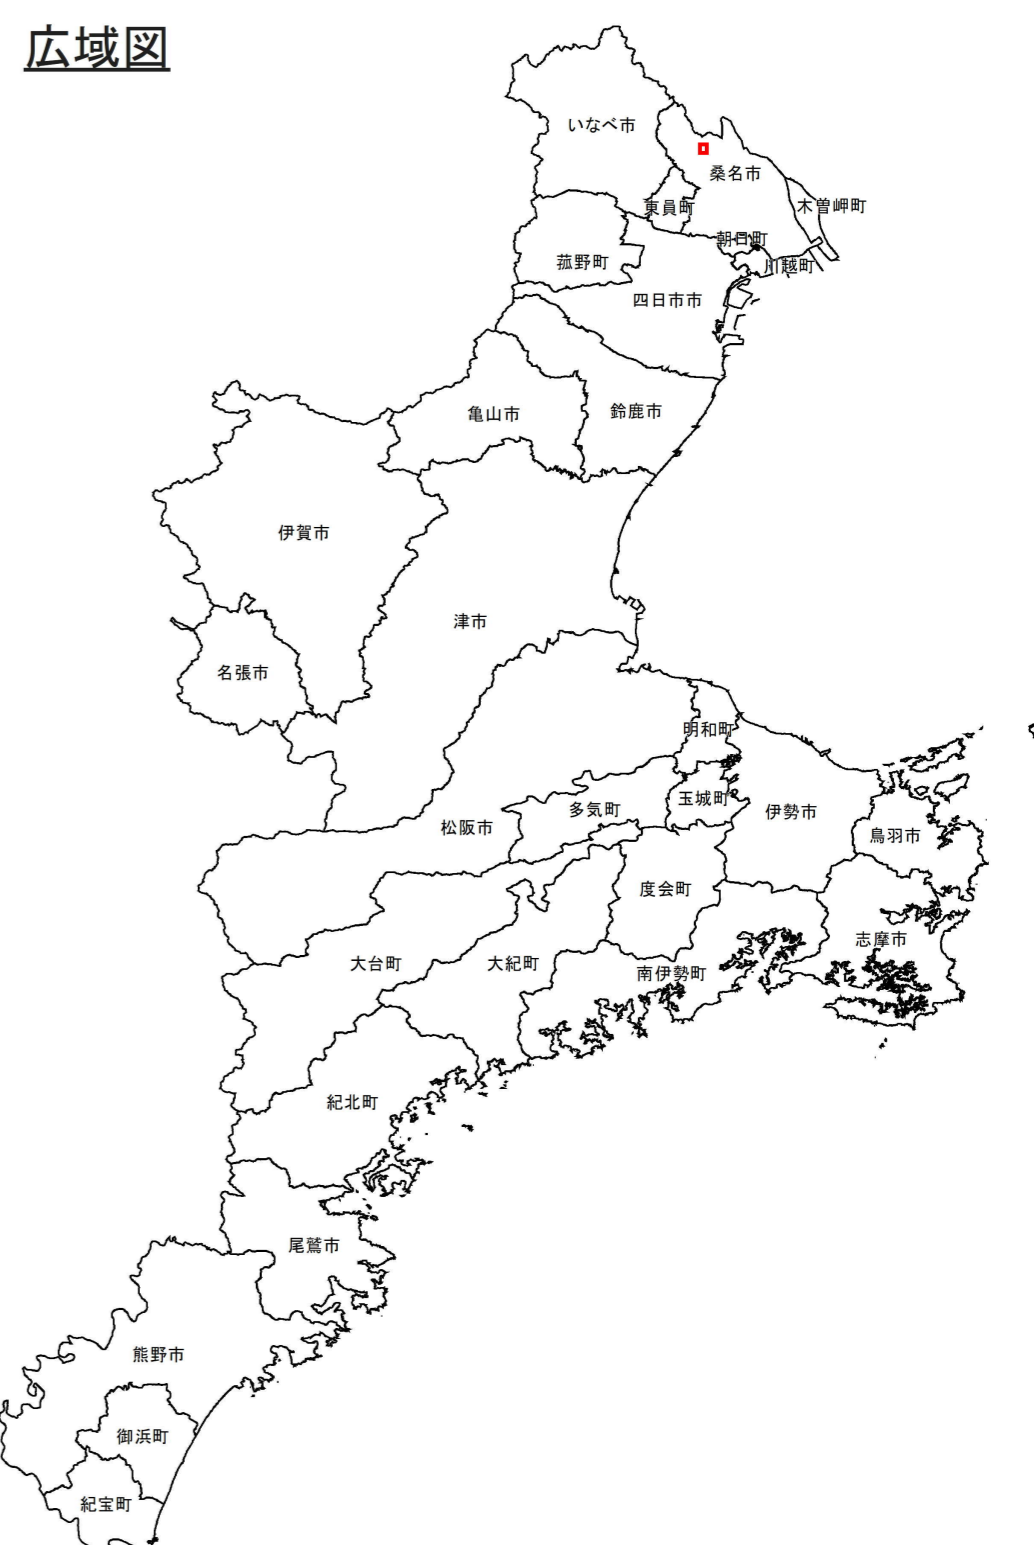 広域図
いなべ市
桑名市
東員町
木曽岬町
朝日町
菰野町
川越町
四日市市
亀山市
鈴鹿市
伊賀市
津市
名張市
明和町
多気町
玉城町
伊勢市
松阪市
鳥羽市
度会町
志摩市
大台町
大紀町
南伊勢町
紀北町
尾鷲市
熊野市
御浜町
紀宝町